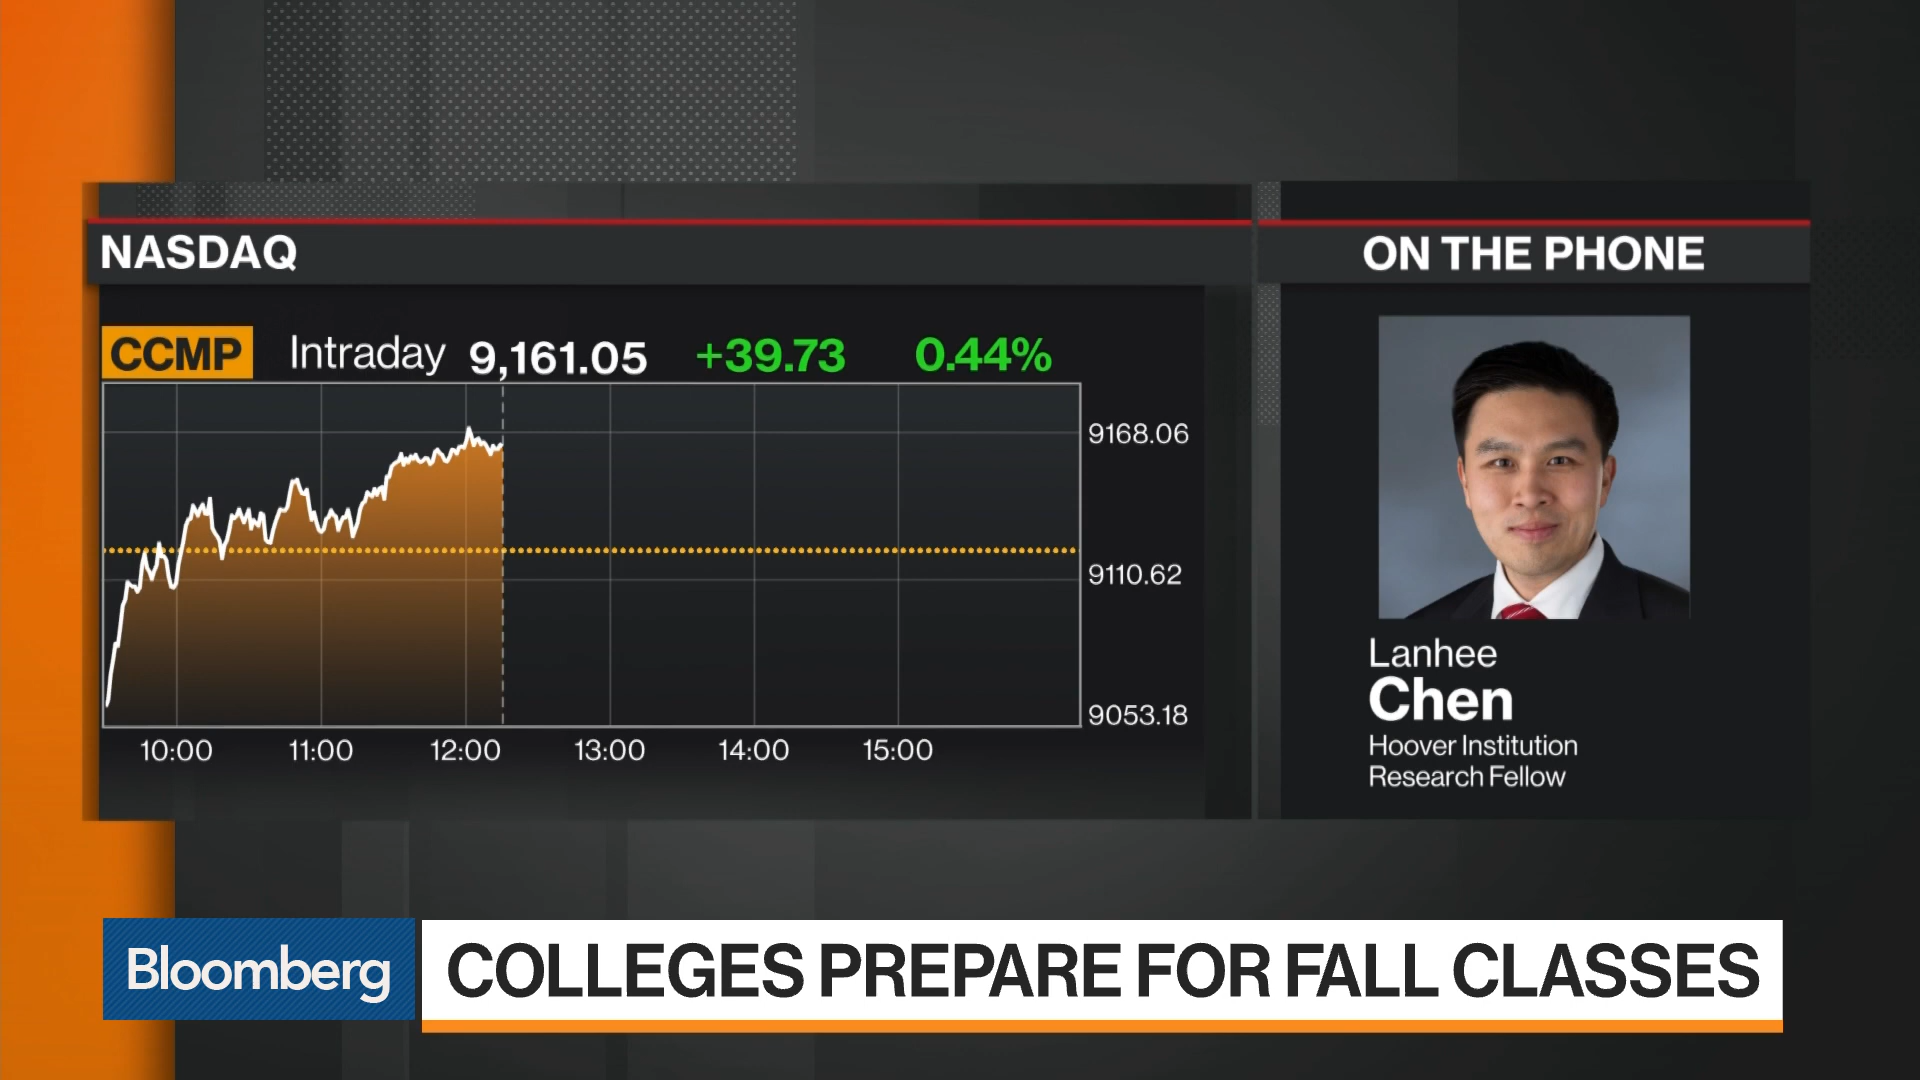 NASDAQ
CCMP Intraday 9,161.05 +39.73 0.44%
9168.06
9110.62
9053.18
10:00 11:00 12:00 13:00 14:00 15:00
ON THE PHONE
Lanhee
Chen
Hoover Institution
Research Fellow
Bloomberg
COLLEGES PREPARE FOR FALL CLASSES